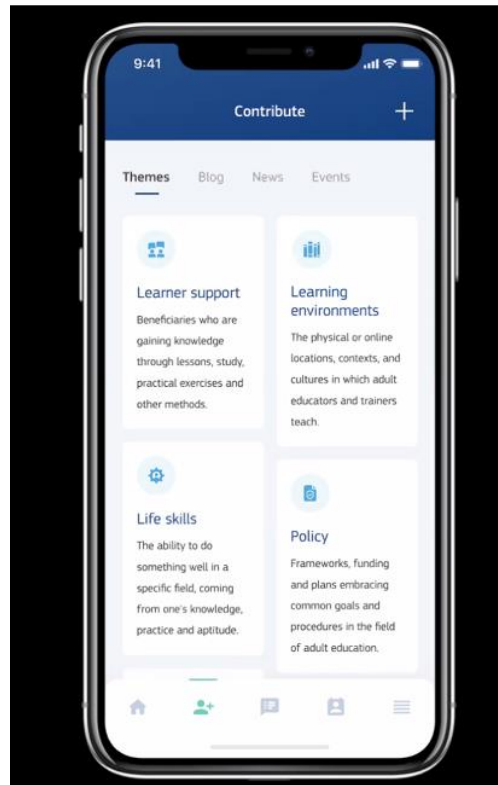 9:41
Contribute
Themes Blog News Events
Learner support
Beneficiaries who are
gaining knowledge
through lessons, study,
practical exercises and
other methods.
Learning
environments
The physical or online
locations, contexts, and
cultures in which adult
educators and trainers
teach.
Life skills
The ability to do
something well in a
specific field, coming
from one's knowledge,
practice and aptitude.
Policy
Frameworks, funding
and plans embracing
common goals and
procedures in the field
of adult education.